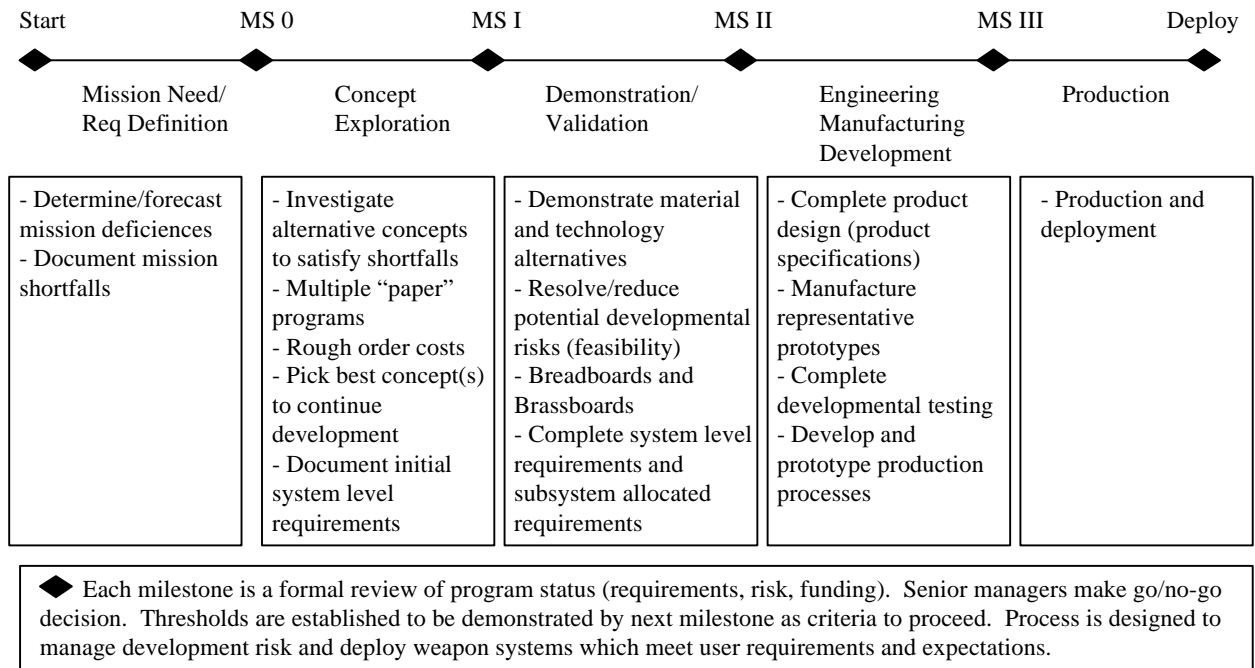 Start MS 0 MS I MS II MS III Deploy
Mission Need/
Req Definition
Concept
Exploration
Demonstration/
Validation
Engineering
Manufacturing
Development
Production
- Determine/forecast
mission deficiences
- Document mission
shortfalls
- Investigate
alternative concepts
to satisfy shortfalls
- Multiple “paper”
programs
- Rough order costs
- Pick best concept(s)
to continue
development
- Document initial
system level
requirements
- Demonstrate material
and technology
alternatives
- Resolve/reduce
potential developmental
risks (feasibility)
- Breadboards and
Brassboards
- Complete system level
requirements and
subsystem allocated
requirements
- Complete product
design (product
specifications)
- Manufacture
representative
prototypes
- Complete
developmental testing
- Develop and
prototype production
processes
- Production and
deployment
Each milestone is a formal review of program status (requirements, risk, funding). Senior managers make go/no-go
decision. Thresholds are established to be demonstrated by next milestone as criteria to proceed. Process is designed to
manage development risk and deploy weapon systems which meet user requirements and expectations.